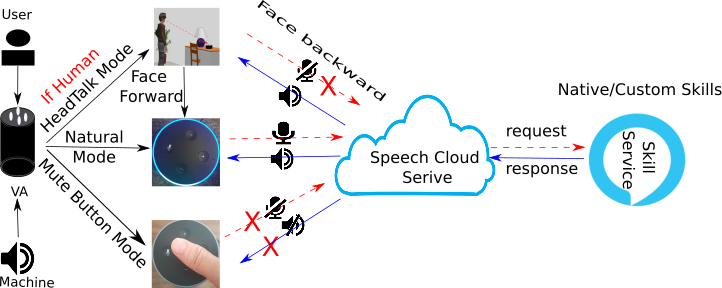 User
If Human
HeadTalk Mode
Face
Forward
Face backward
X
Natural
Mode
VA
Mute Button Mode
X
X
Machine
Speech Cloud
Serive
request
response
Native/Custom Skills
Skill
Service